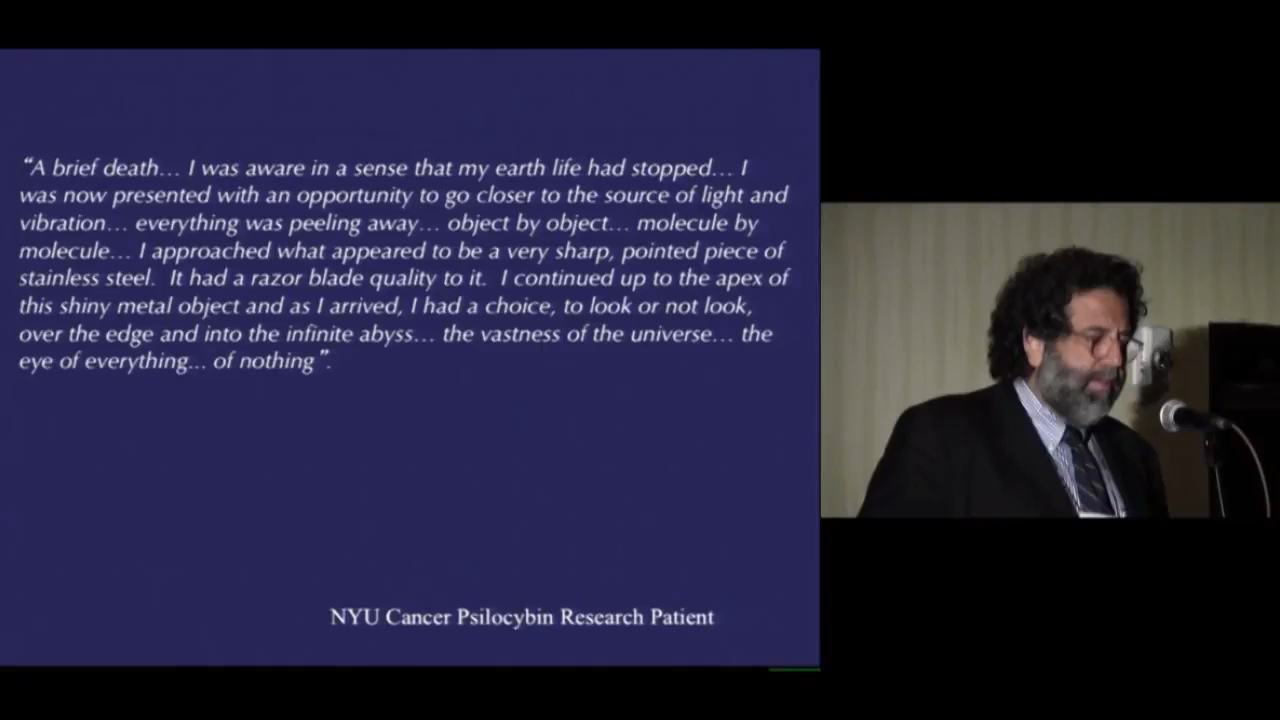 “A brief death... I was aware in a sense that my earth life had stopped... I
was now presented with an opportunity to go closer to the source of light and
vibration... everything was peeling away... object by object... molecule by
molecule... I approached what appeared to be a very sharp, pointed piece of
stainless steel.  It had a razor blade quality to it.  I continued up to the apex of
this shiny metal object and as I arrived, I had a choice, to look or not look,
over the edge and into the infinite abyss... the vastness of the universe... the
eye of everything... of nothing”.
NYU Cancer Psilocybin Research Patient